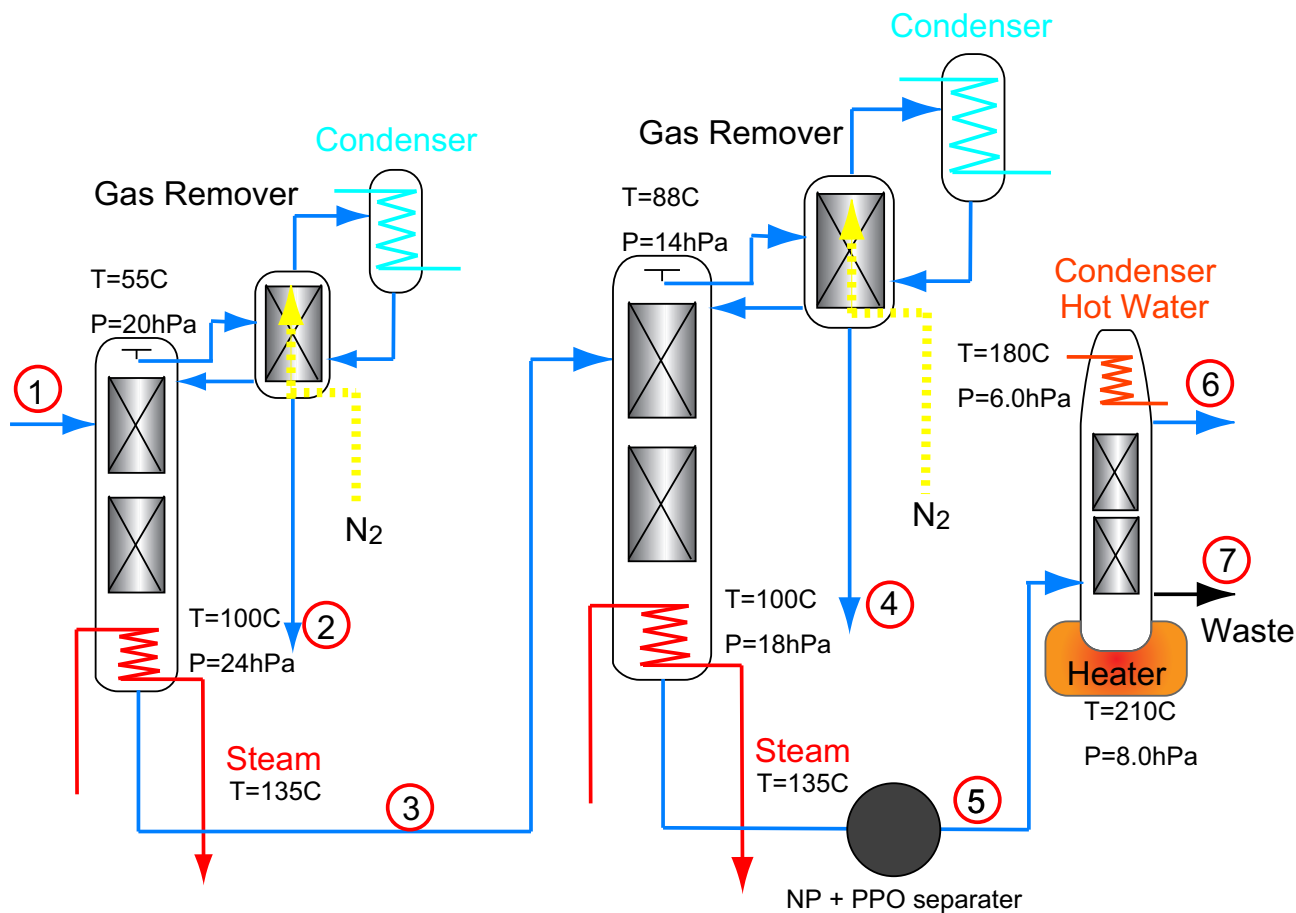 Condenser
Gas Remover
Condenser
Gas Remover
T=88C
P=14hPa
T=55C
P=20hPa
Condenser
Hot Water
T=180C
P=6.0hPa
1
6
N2
N2
7
Waste
T=100C
P=24hPa
2
T=100C
P=18hPa
4
Heater
T=210C
P=8.0hPa
Steam
T=135C
3
Steam
T=135C
5
NP + PPO separater